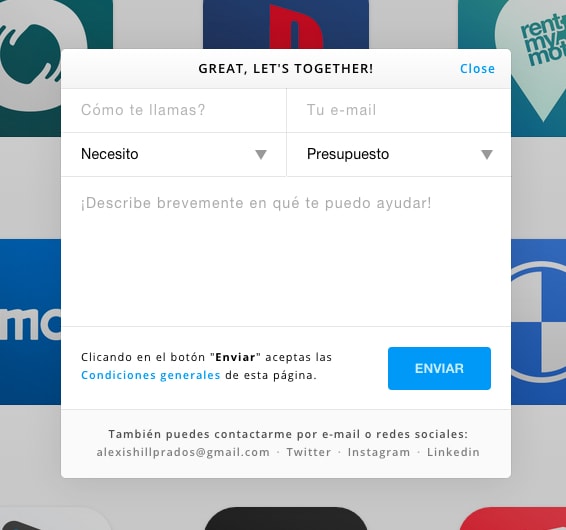 rent
my
mot
GREAT, LET'S TOGETHER!
Close
Cómo te llamas?
Tu e-mail
Necesito
Presupuesto
¡Describe brevemente en qué te puedo ayudar!
mo
Clicando en el botón "Enviar" aceptas las
Condiciones generales de esta página.
ENVIAR
También puedes contactarme por e-mail o redes sociales:
alexishillprados@gmail.com · Twitter · Instagram · Linkedin